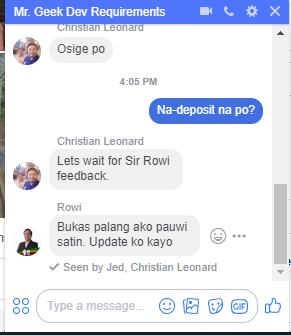 Mr. Geek Dev Requirements
Christian Leonard
Osige po
4:05 PM
Na-deposit na po?
Christian Leonard
Lets wait for Sir Rowi
feedback.
Rowi
Bukas palang ako pauwi
satin. Update ko kayo
Seen by Jed, Christian Leonard
Type a message...
GIF